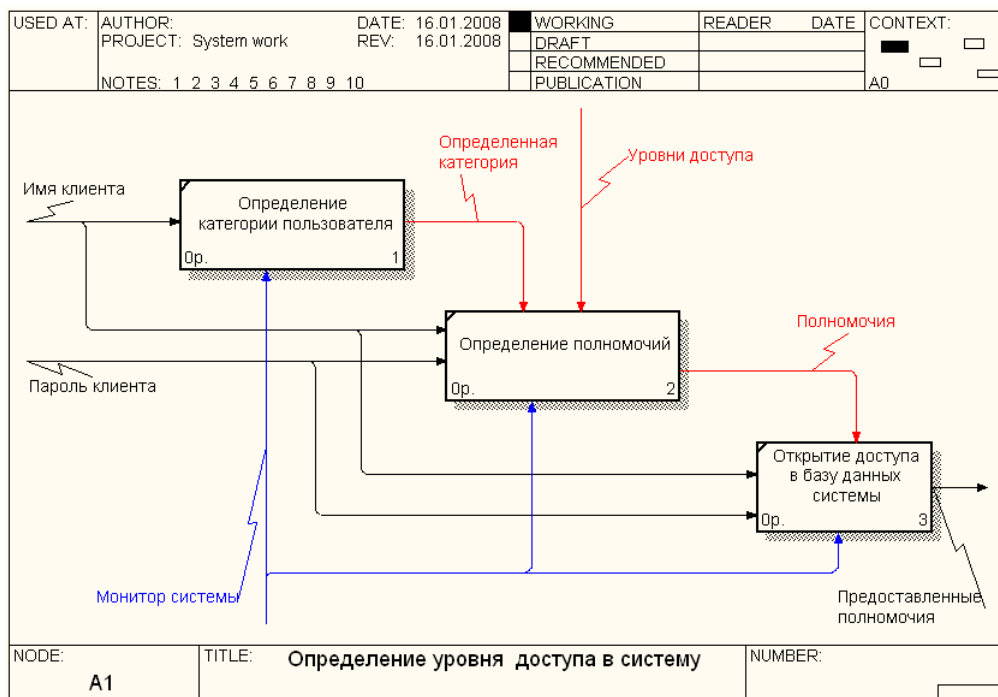 USED AT:
AUTHOR:
DATE: 16.01.2008
PROJECT: System work
REV: 16.01.2008
NOTES: 1 2 3 4 5 6 7 8 9 10
WORKING
DRAFT
RECOMMENDED
PUBLICATION
READER DATE
CONTEXT:
A0
Определенная
категория
Уровни доступа
Имя клиента
Определение
категории пользователя
0р. 1
Полномочия
Определение полномочий
0р. 2
Пароль клиента
Открытие доступа
в базу данных
системы
0р. 3
Монитор системы
Предоставленные
полномочия
NODE:
A1
TITLE:
Определение уровня доступа в систему
NUMBER: